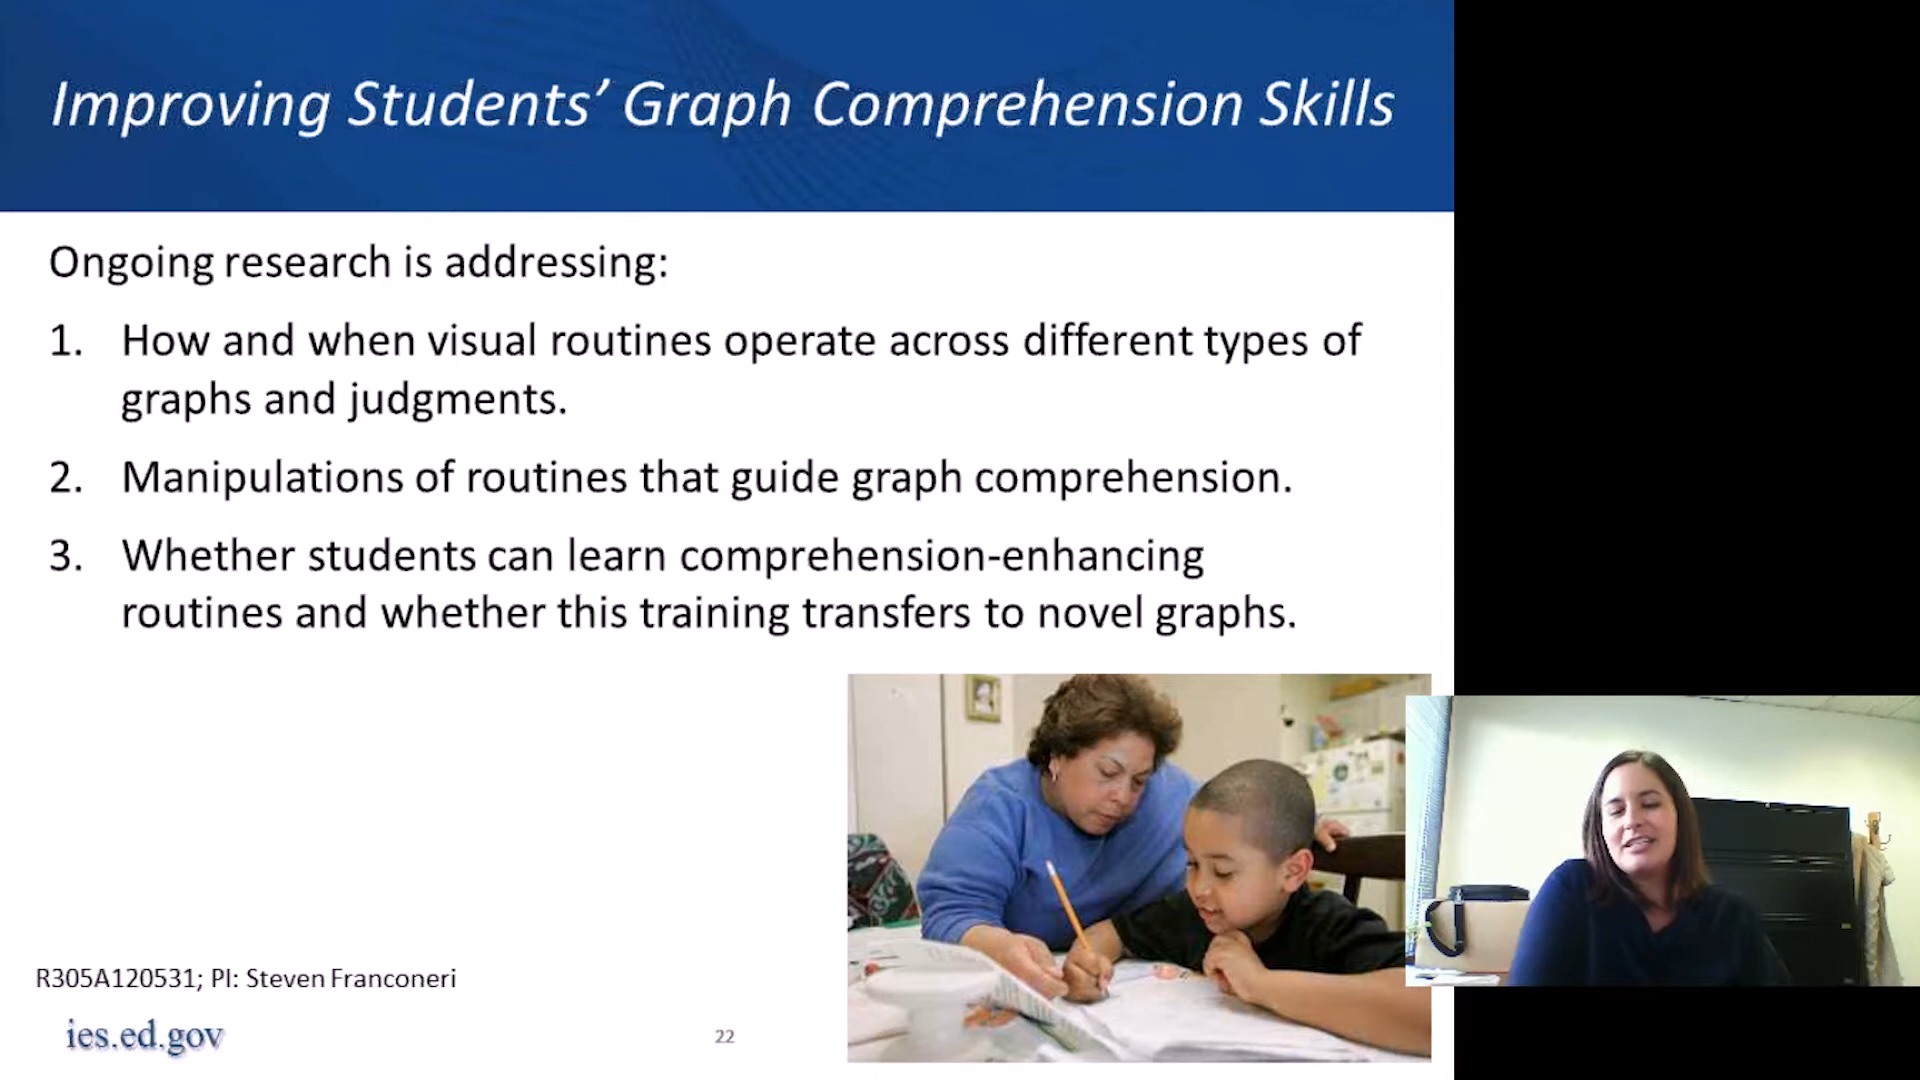 Improving Students’ Graph Comprehension Skills
Ongoing research is addressing:
1. How and when visual routines operate across different types of
graphs and judgments.
2. Manipulations of routines that guide graph comprehension.
3. Whether students can learn comprehension-enhancing
routines and whether this training transfers to novel graphs.
R305A120531; PI: Steven Franconeri
ies.ed.gov
22